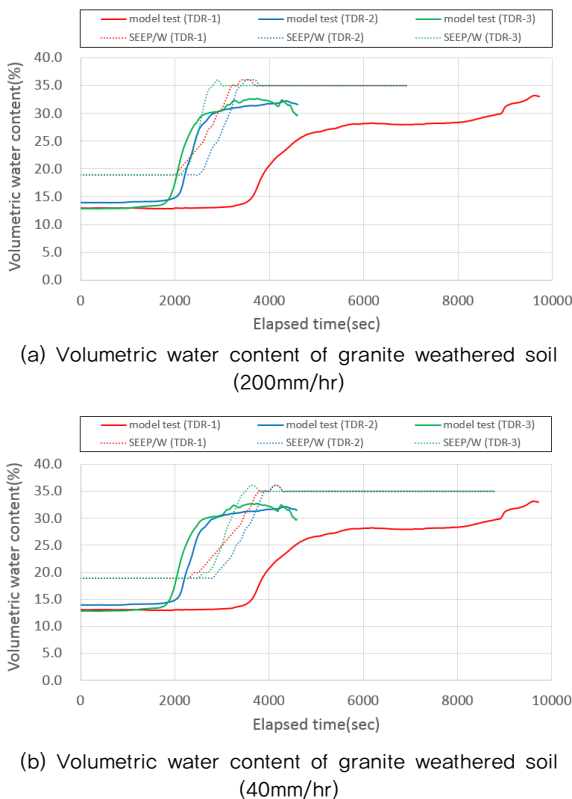 model test (TDR-1) model test (TDR-2) model test (TDR-3)
SEEP/W (TDR-1) SEEP/W (TDR-2) SEEP/W (TDR-3)
40.0
35.0
30.0
25.0
20.0
15.0
10.0
5.0
0.0
Volumetric water content(%)
0 2000 4000 6000 8000 10000
Elapsed time(sec)
(a) Volumetric water content of granite weathered soil
(200mm/hr)
model test (TDR-1) model test (TDR-2) model test (TDR-3)
SEEP/W (TDR-1) SEEP/W (TDR-2) SEEP/W (TDR-3)
40.0
35.0
30.0
25.0
20.0
15.0
10.0
5.0
0.0
Volumetric water content(%)
0 2000 4000 6000 8000 10000
Elapsed time(sec)
(b) Volumetric water content of granite weathered soil
(40mm/hr)